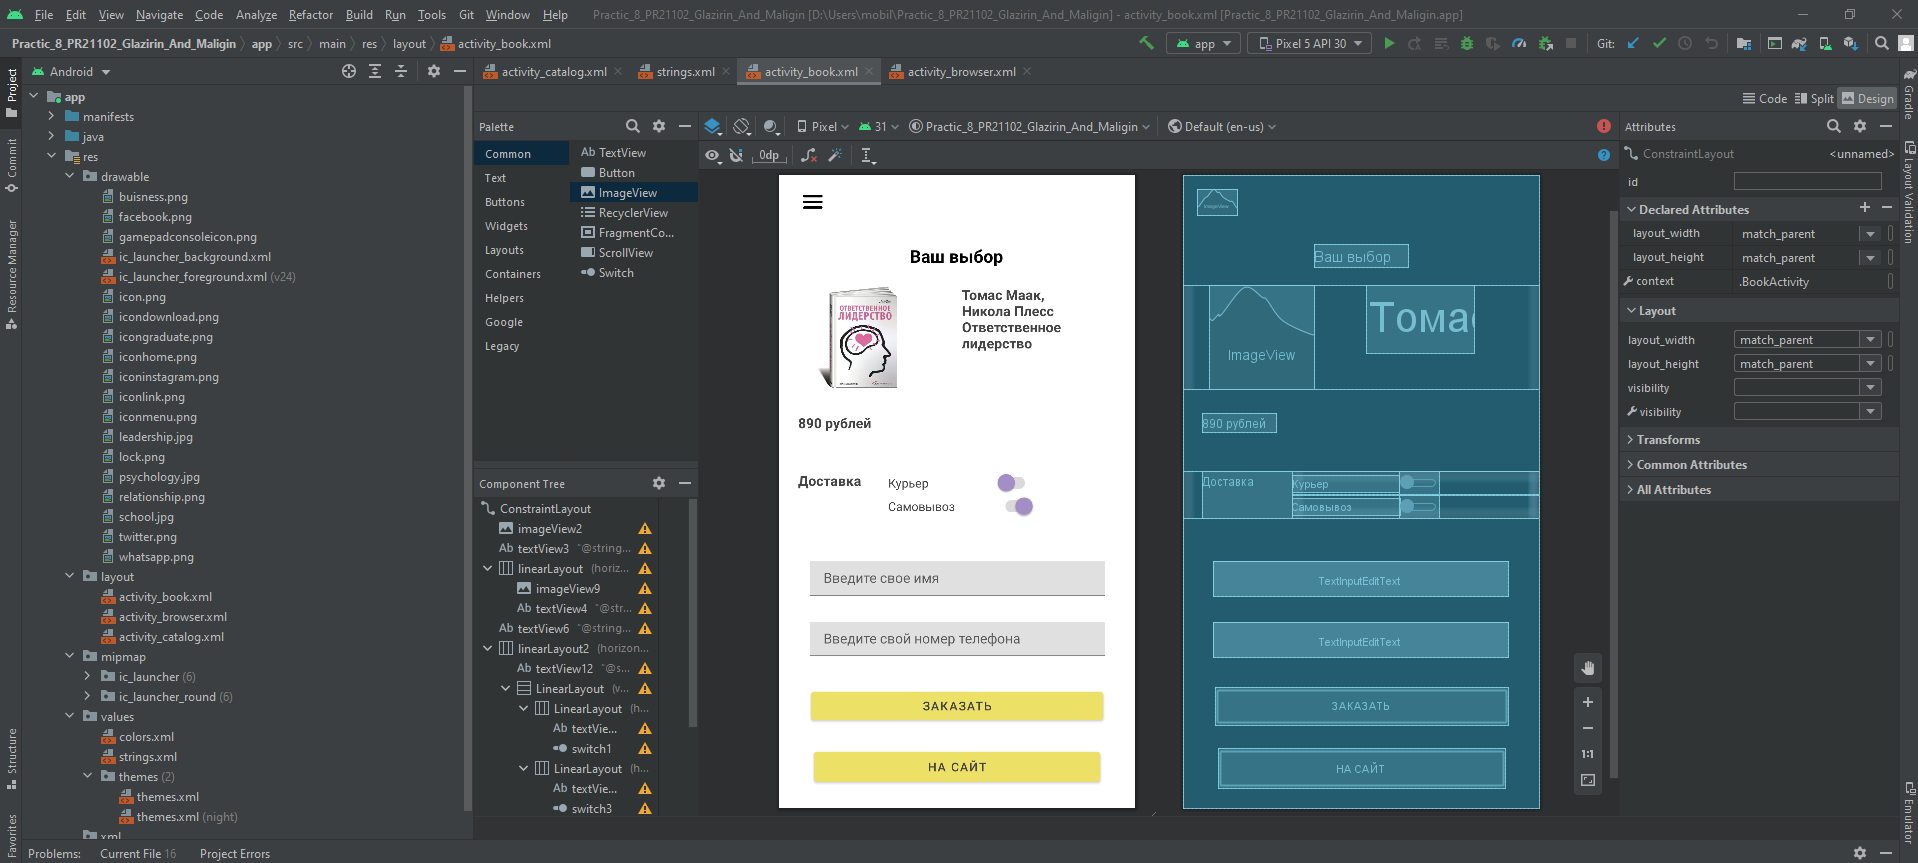 File Edit View Navigate Code Analyze Refactor Build Run Tools Git Window Help Practic_8_PR21102_Glazirin_And_Maligin [D:\Users\mobil\Practic_8_PR21102_Glazirin_And_Maligin] - activity_book.xml [Practic_8_PR21102_Glazirin_And_Maligin.app]
Practic_8_PR21102_Glazirin_And_Maligin app src main res layout activity_book.xml app Pixel 5 API 30 Git:
Project
Commit
Resource Manager
Structure
Favorites
Android
app
manifests
java
res
drawable
buisness.png
facebook.png
gamepadconsoleicon.png
ic_launcher_background.xml
ic_launcher_foreground.xml (v24)
icon.png
icondownload.png
icongraduate.png
iconhome.png
iconinstagram.png
iconlink.png
iconmenu.png
leadership.jpg
lock.png
psychology.jpg
relationship.png
school.jpg
twitter.png
whatsapp.png
layout
activity_book.xml
activity_browser.xml
activity_catalog.xml
mipmap
ic_launcher (6)
ic_launcher_round (6)
values
colors.xml
strings.xml
themes (2)
themes.xml
themes.xml (night)
xml
activity_catalog.xml strings.xml activity_book.xml activity_browser.xml
Code Split Design
Palette
Common
Text
Buttons
Widgets
Layouts
Containers
Helpers
Google
Legacy
Ab TextView
Button
ImageView
RecyclerView
FragmentCo...
ScrollView
Switch
Component Tree
ConstraintLayout
imageView2
Ab textView3 "@string...
linearLayout (horiz...
imageView9
Ab textView4 "@str...
Ab textView6 "@string...
linearLayout2 (horizon...
Ab textView12 "@s...
LinearLayout (v...
LinearLayout (h...
Ab textVie...
switch1
LinearLayout (h...
Ab textVie...
switch3
Pixel 31 Practic_8_PR21102_Glazirin_And_Maligin Default (en-us)
0dp
Ваш выбор
ОТВЕТСТВЕННОЕ
ЛИДЕРСТВО
Томас Маак,
Никола Плесс
Ответственное
лидерство
890 рублей
Доставка
Курьер
Самовывоз
Введите свое имя
Введите свой номер телефона
ЗАКАЗАТЬ
НА САЙТ
ImageView
Ваш выбор
ImageView
Томас
890 рублей
Доставка
Курьер
Самовывоз
TextInputEditText
TextInputEditText
ЗАКАЗАТЬ
НА САЙТ
1:1
Attributes
ConstraintLayout <unnamed>
id
Declared Attributes
layout_width match_parent
layout_height match_parent
context .BookActivity
Layout
layout_width match_parent
layout_height match_parent
visibility
visibility
Transforms
Common Attributes
All Attributes
Gradle
Layout Validation
Emulator
Problems: Current File 16 Project Errors